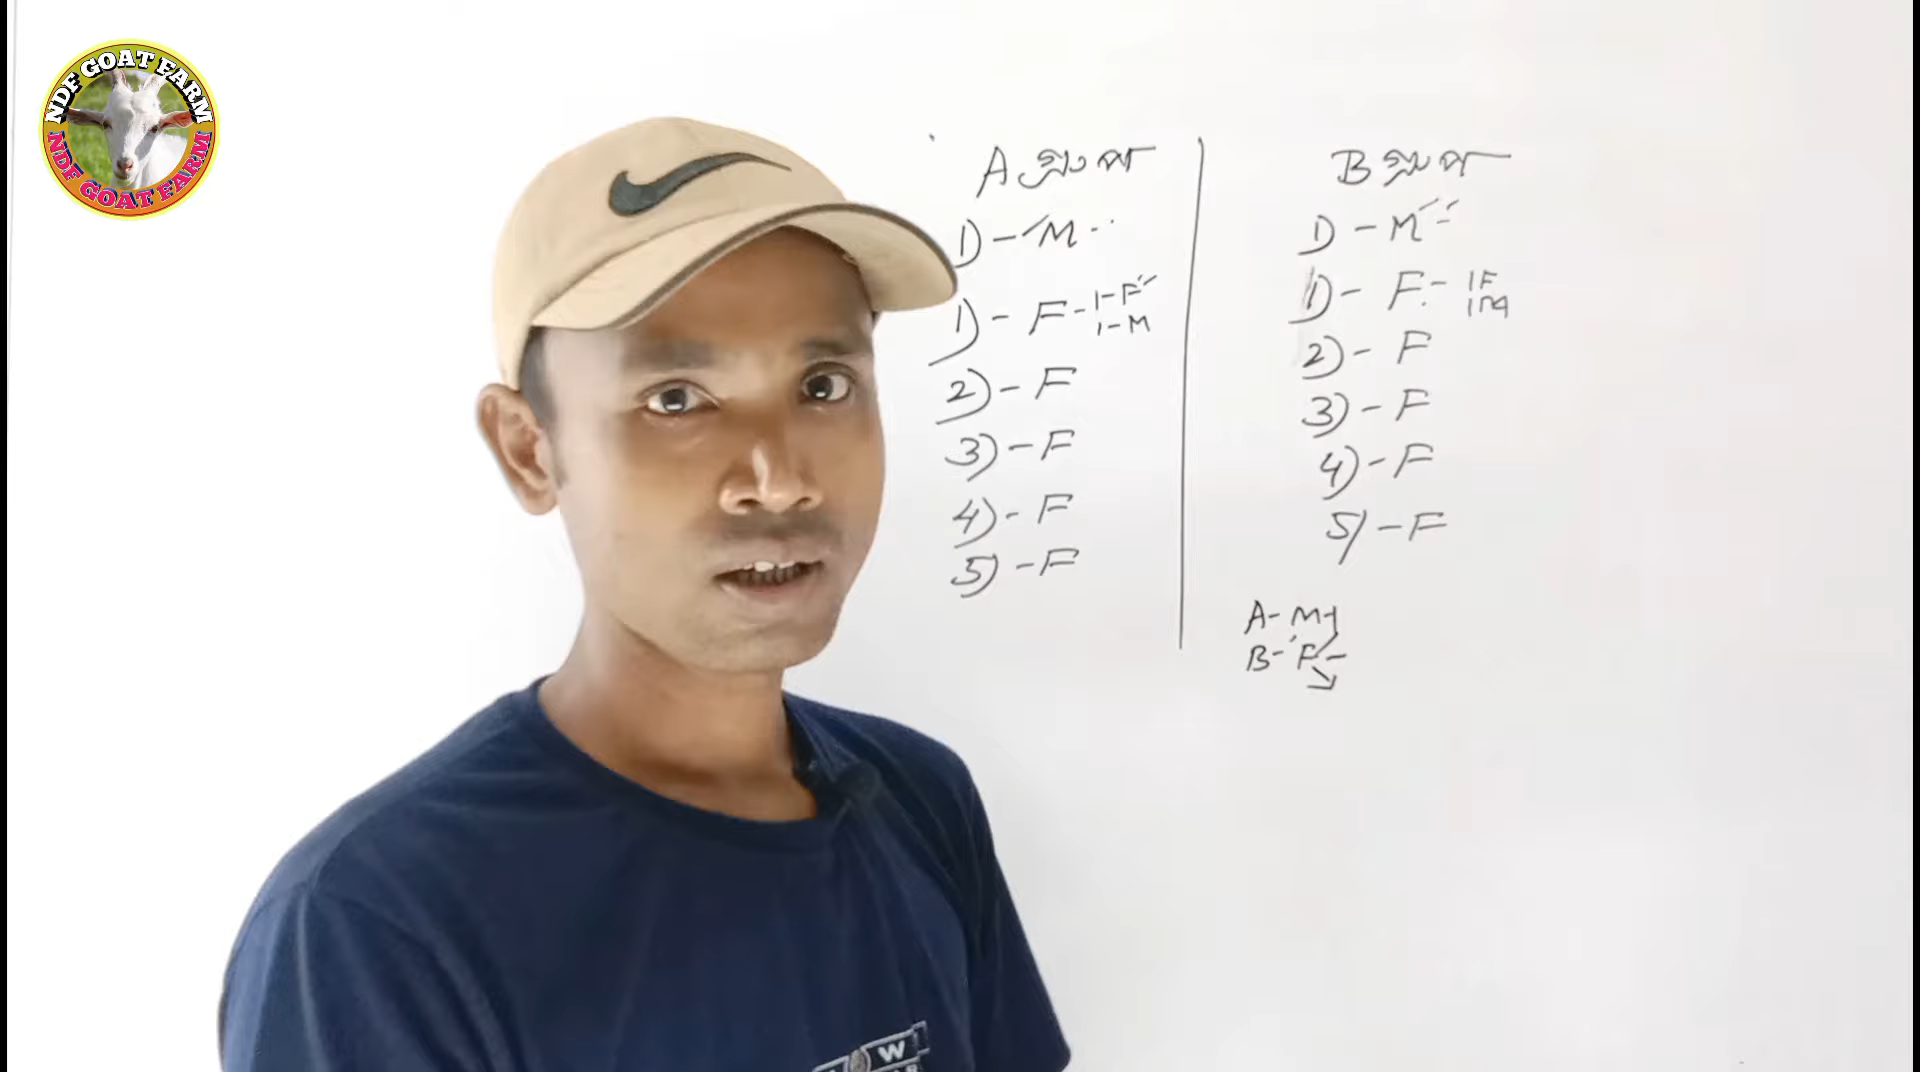 NDF GOAT FARM
NDF GOAT FARM
A গ্রুপ
1) - M -
1) - F - 1 - F
1 - M
2) - F
3) - F
4) - F
5) - F
B গ্রুপ
1) - M
1) - F - 1F
1M
2) - F
3) - F
4) - F
5) - F
A - M
B - F -
W